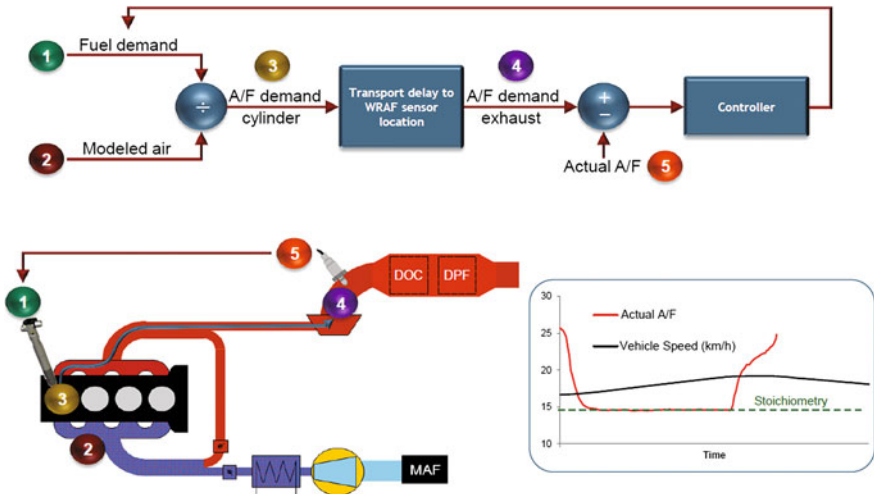 1
Fuel demand
2
Modeled air
÷
3
A/F demand
cylinder
Transport delay to
WRAF sensor
location
4
A/F demand
exhaust
+
−
Controller
Actual A/F
5
5
1
4
DOC
DPF
3
2
MAF
30
25
20
15
10
Actual A/F
Vehicle Speed (km/h)
Stoichiometry
Time